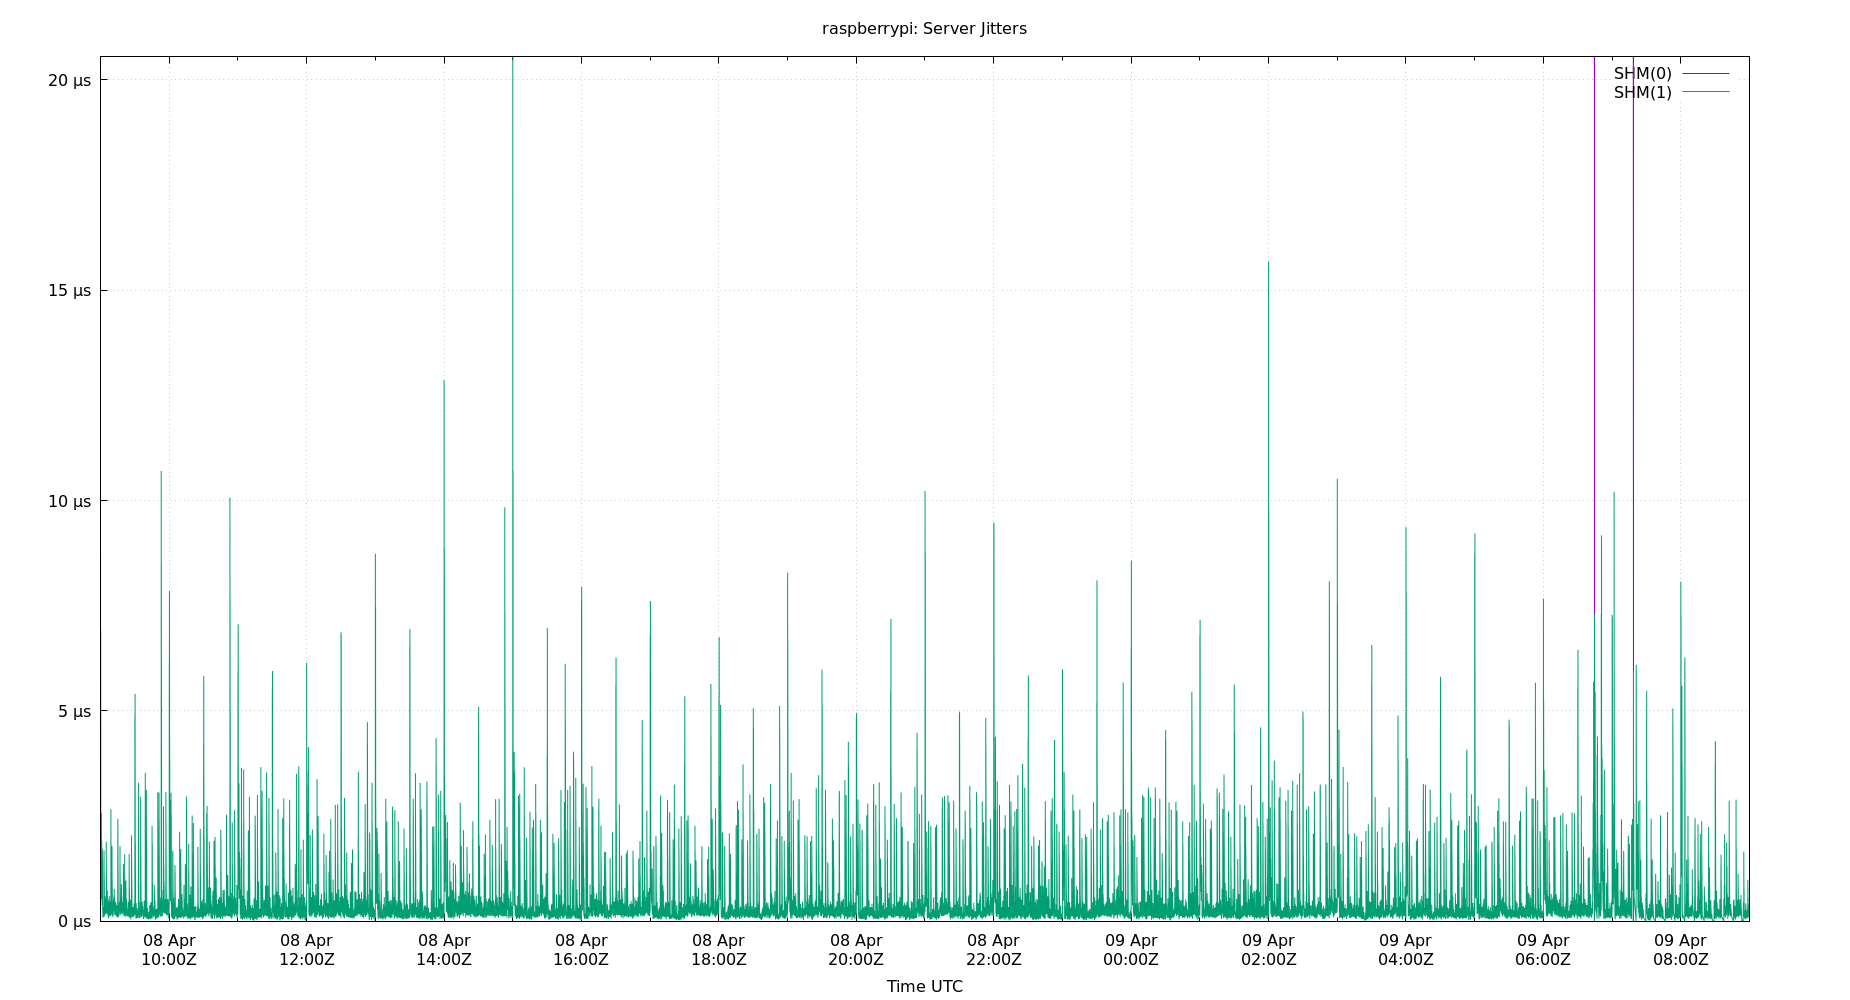 raspberrypi: Server Jitters
SHM(0)
SHM(1)
20 µs
15 µs
10 µs
5 µs
0 µs
08 Apr 08 Apr 08 Apr 08 Apr 08 Apr 08 Apr 08 Apr 09 Apr 09 Apr 09 Apr 09 Apr 09 Apr
10:00Z 12:00Z 14:00Z 16:00Z 18:00Z 20:00Z 22:00Z 00:00Z 02:00Z 04:00Z 06:00Z 08:00Z
Time UTC